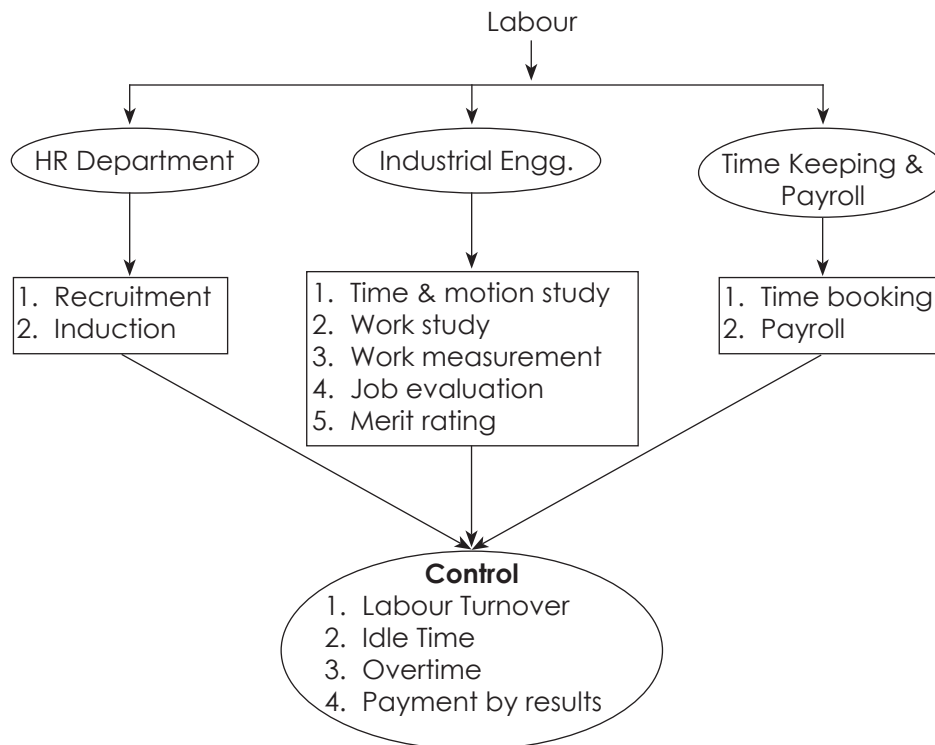 Labour
HR Department
Industrial Engg.
Time Keeping &
Payroll
1. Recruitment
2. Induction
1. Time & motion study
2. Work study
3. Work measurement
4. Job evaluation
5. Merit rating
1. Time booking
2. Payroll
Control
1. Labour Turnover
2. Idle Time
3. Overtime
4. Payment by results